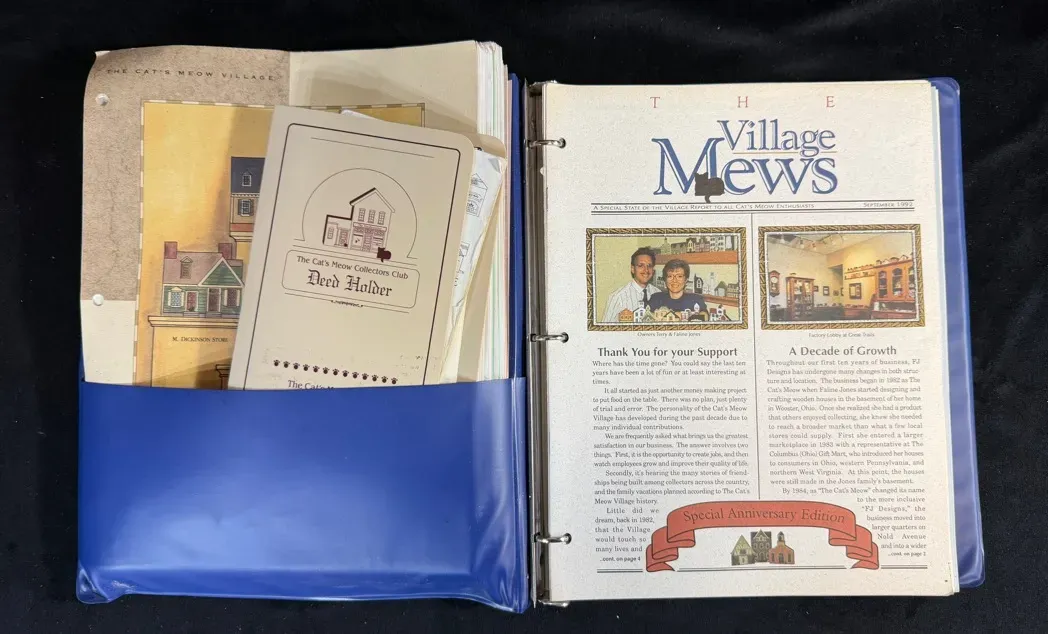 THE CAT'S MEOW VILLAGE
M. DICKINSON STORE
The Cat's Meow Collectors Club
Deed Holder
The Cat's M
THE
Village
Mews
A SPECIAL STATE OF THE VILLAGE REPORT TO ALL CAT'S MEOW ENTHUSIASTS
SEPTEMBER 1992
Owners Terry & Faline Jones
Thank You for your Support
Where has the time gone? You could say the last ten
years have been a lot of fun or at least interesting at
times.
It all started as just another money making project
to put food on the table. There was no plan, just plenty
of trial and error. The personality of the Cat's Meow
Village has developed during the past decade due to
many individual contributions.
We are frequently asked what brings us the greatest
satisfaction in our business. The answer involves two
things. First, it is the opportunity to create jobs, and then
watch employees grow and improve their quality of life.
Secondly, it's hearing the many stories of friend-
ships being built among collectors across the country,
and the family vacations planned according to The Cat's
Meow Village history.
Little did we
dream, back in 1982,
that the Village
would touch so
many lives and
...cont. on page 4
Factory Lobby at Grose Trails
A Decade of Growth
Throughout our first ten years of business, FJ
Designs has undergone many changes in both struc-
ture and location. The business began in 1982 as The
Cat's Meow when Faline Jones started designing and
crafting wooden houses in the basement of her home
in Wooster, Ohio. Once she realized she had a product
that others enjoyed collecting, she knew she needed
to reach a broader market than what a few local
stores could supply. First she entered a larger
marketplace in 1983 with a representative at The
Columbus (Ohio) Gift Mart, who introduced her houses
to consumers in Ohio, western Pennsylvania, and
northern West Virginia. At this point, the houses
were still made in the Jones family's basement.
By 1984, as "The Cat's Meow" changed its name
to the more inclusive
"FJ Designs;" the
business moved into
larger quarters on
Nold Avenue
and into a wider
...cont. on page 2
Special Anniversary Edition